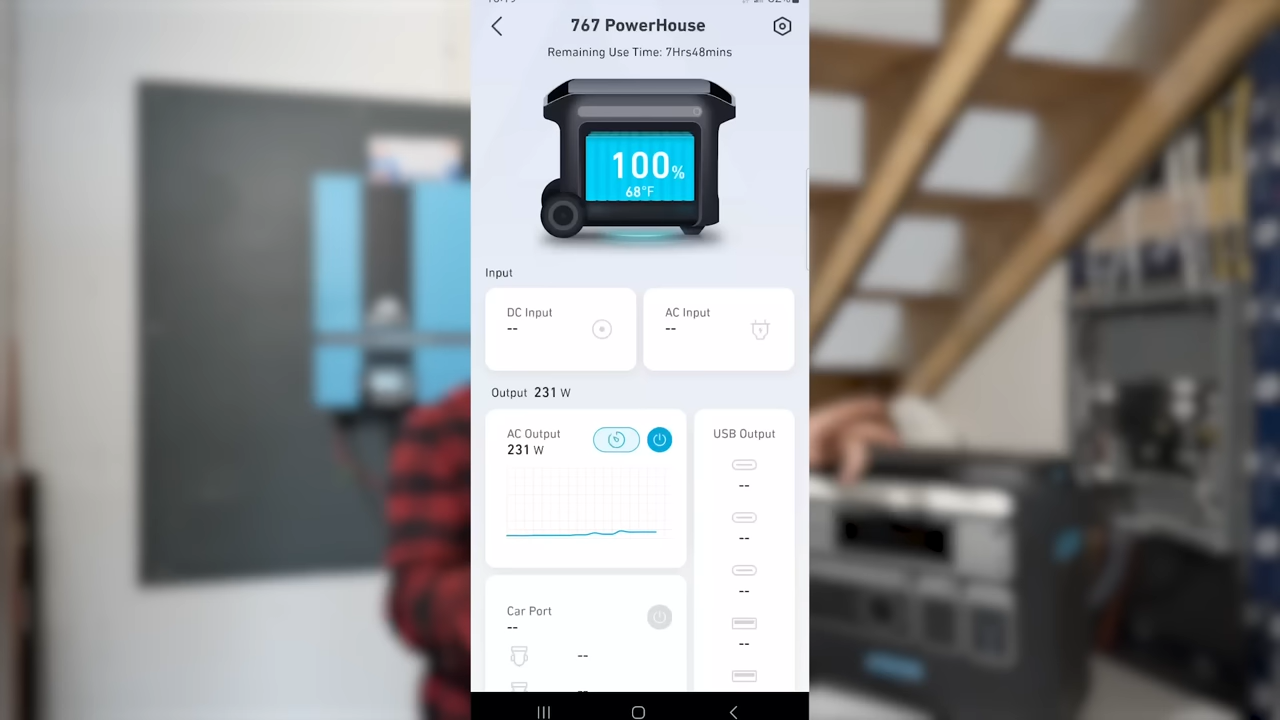 767 PowerHouse
Remaining Use Time: 7Hrs48mins
100%
68°F
Input
DC Input
--
AC Input
--
Output 231 W
AC Output
231 W
USB Output
--
--
--
--
Car Port
--
--
--